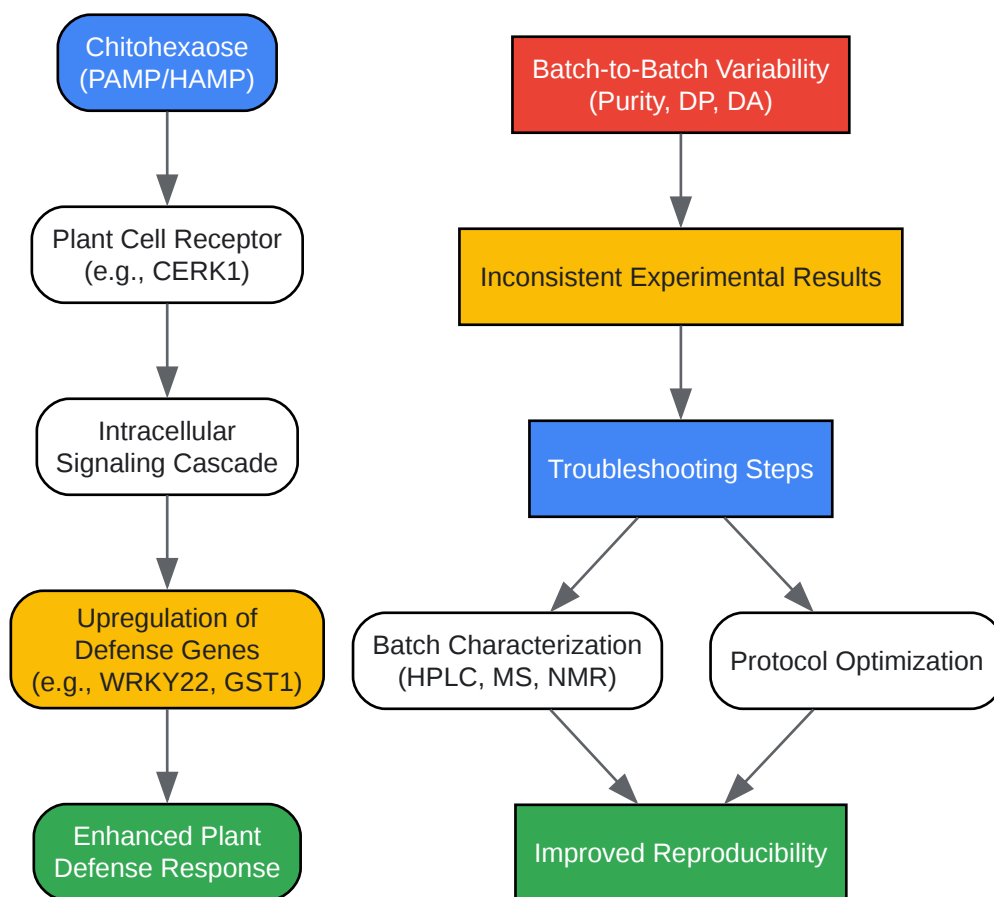 Chitohexaose
(PAMP/HAMP)
Plant Cell Receptor
(e.g., CERK1)
Intracellular
Signaling Cascade
Upregulation of
Defense Genes
(e.g., WRKY22, GST1)
Enhanced Plant
Defense Response
Batch-to-Batch Variability
(Purity, DP, DA)
Inconsistent Experimental Results
Troubleshooting Steps
Batch Characterization
(HPLC, MS, NMR)
Protocol Optimization
Improved Reproducibility